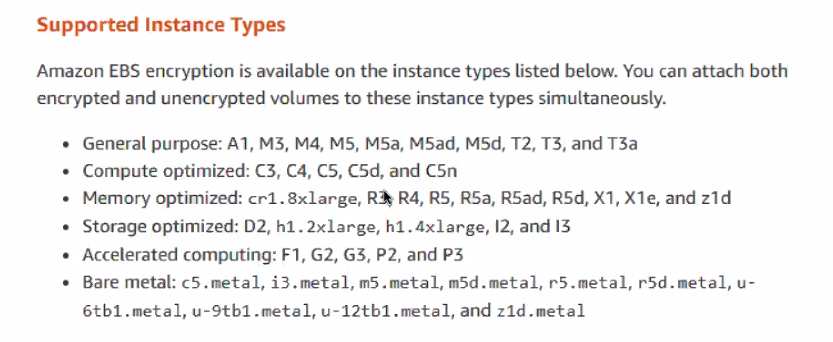 Supported Instance Types
Amazon EBS encryption is available on the instance types listed below. You can attach both
encrypted and unencrypted volumes to these instance types simultaneously.
• General purpose: A1, M3, M4, M5, M5a, M5ad, M5d, T2, T3, and T3a
• Compute optimized: C3, C4, C5, C5d, and C5n
• Memory optimized: cr1.8xlarge, R3, R4, R5, R5a, R5ad, R5d, X1, X1e, and z1d
• Storage optimized: D2, h1.2xlarge, h1.4xlarge, I2, and I3
• Accelerated computing: F1, G2, G3, P2, and P3
• Bare metal: c5.metal, i3.metal, m5.metal, m5d.metal, r5.metal, r5d.metal, u-
6tb1.metal, u-9tb1.metal, u-12tb1.metal, and z1d.metal